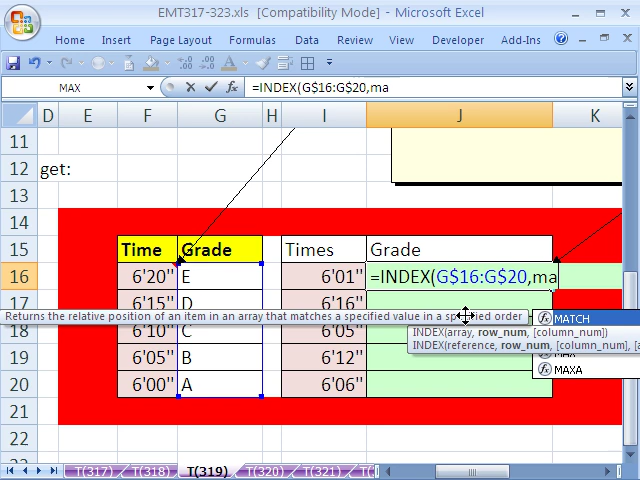 EMT317-323.xls [Compatibility Mode] - Microsoft Excel
Home Insert Page Layout Formulas Data Review View Developer Add-Ins
MAX =INDEX(G$16:G$20,ma
D E F G H I J K
11
12 get:
13
14
15 Time Grade Times Grade
16 6'20" E 6'01" =INDEX(G$16:G$20,ma
17 6'15" D 6'16"
Returns the relative position of an item in an array that matches a specified value in a specified order MATCH
18 6'10" C 6'05" INDEX(array, row_num, [column_num])
INDEX(reference, row_num, [column_num], [a
19 6'05" B 6'12" MAX
MAXA
20 6'00" A 6'06"
21
22
T(317) T(318) T(319) T(320) T(321) T(